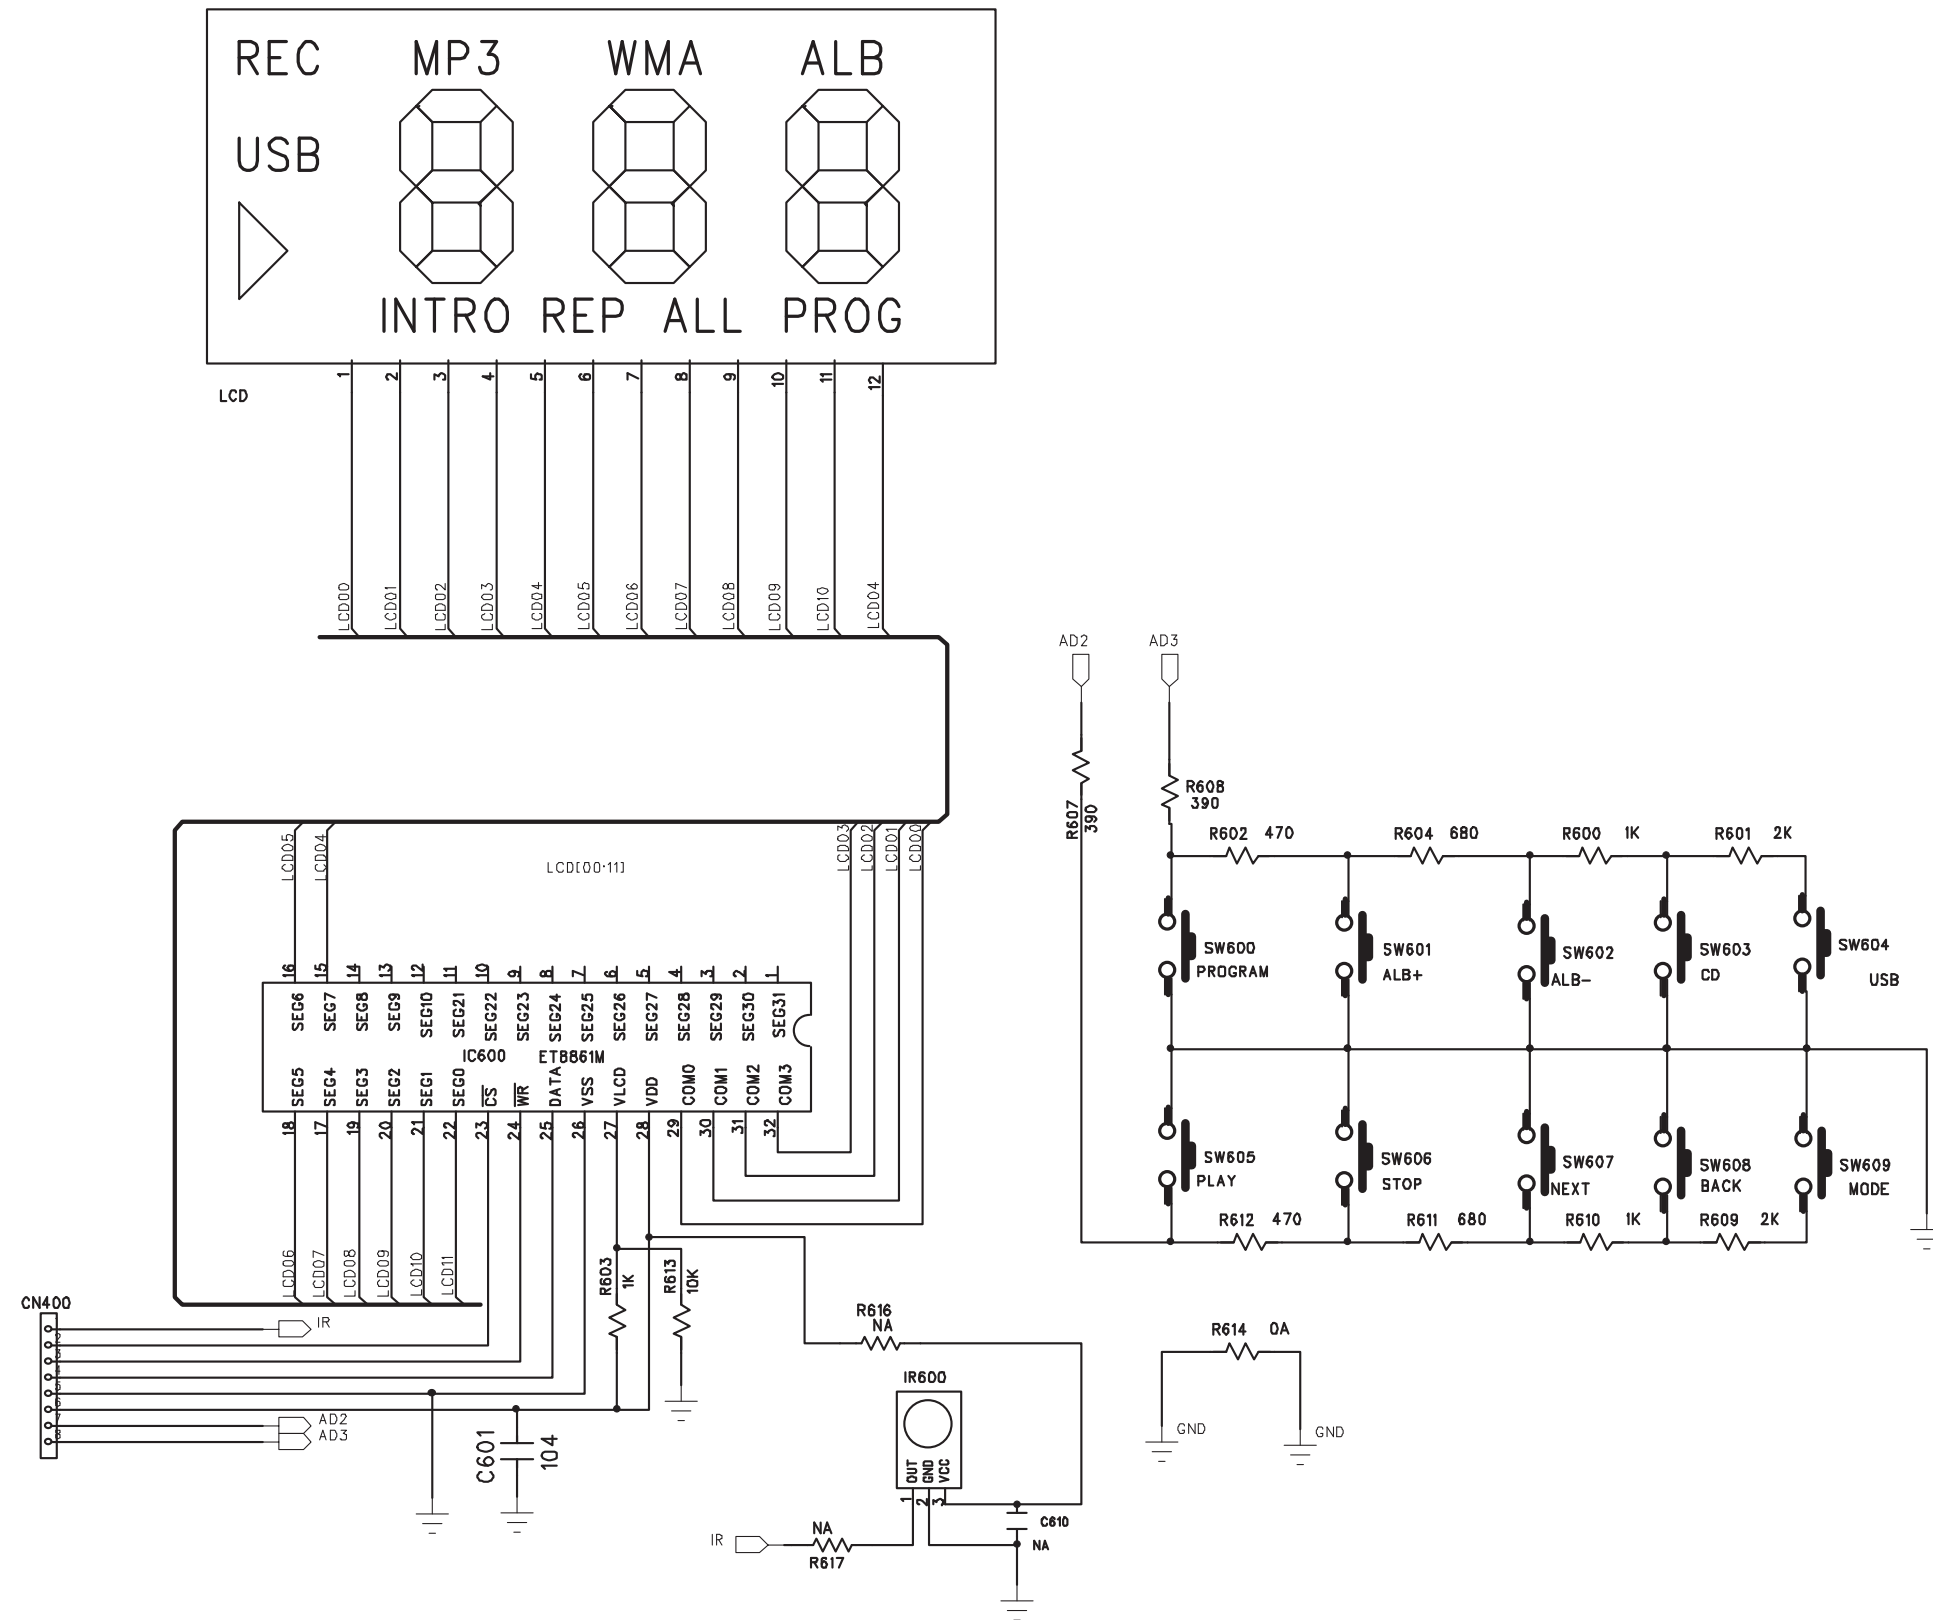 REC MP3 WMA ALB
USB
INTRO REP ALL PROG
1 2 3 4 5 6 7 8 9 10 11 12
LCD
LCD00 LCD01 LCD02 LCD03 LCD04 LCD05 LCD06 LCD07 LCD08 LCD09 LCD10 LCD04
AD2 AD3
R607 390
R608
390
LCD05 LCD04 LCD03 LCD02 LCD01 LCD00
LCD[00·11]
R602 470 R604 680 R600 1K R601 2K
SW600
PROGRAM
SW601
ALB+
SW602
ALB-
SW603
CD
SW604
USB
16 15 14 13 12 11 10 9 8 7 6 5 4 3 2 1
SEG6 SEG7 SEG8 SEG9 SEG10 SEG21 SEG22 SEG23 SEG24 SEG25 SEG26 SEG27 SEG28 SEG29 SEG30 SEG31
IC600 ET8861M
SEG5 SEG4 SEG3 SEG2 SEG1 SEG0 CS WR DATA VSS VLCD VDD COM0 COM1 COM2 COM3
18 17 19 20 21 22 23 24 25 26 27 28 29 30 31 32
SW605
PLAY
SW606
STOP
SW607
NEXT
SW608
BACK
SW609
MODE
R612 470 R611 680 R610 1K R609 2K
LCD06 LCD07 LCD08 LCD09 LCD10 LCD11
R603 1K
R613 10K
CN400
1 IR
2
3
4
5
6
7 AD2
8 AD3
C601 104
R616
NA
IR600
OUT GND VCC
1 2 3
C610
NA
IR
NA
R617
R614 0A
GND GND